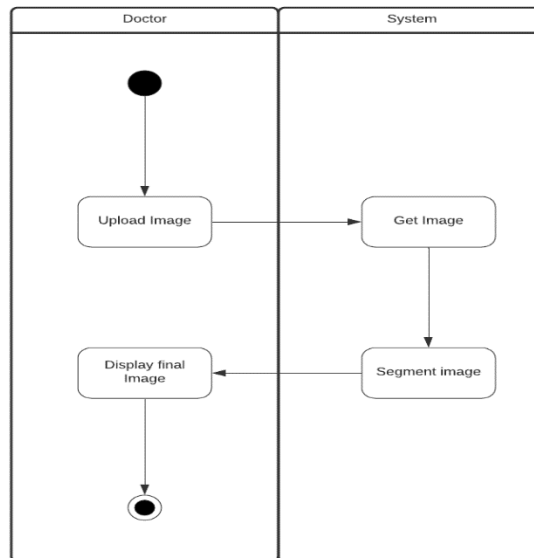 Doctor
System
Upload Image
Get Image
Display final
Image
Segment image